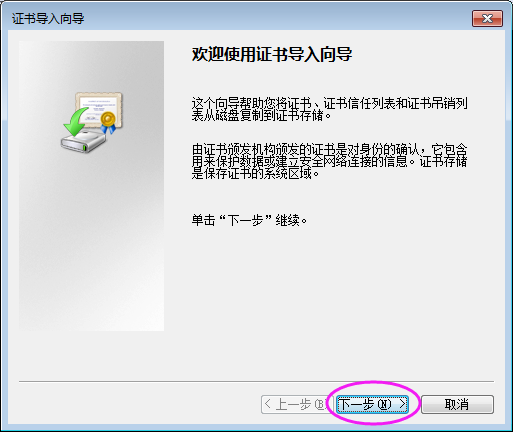 证书导入向导
欢迎使用证书导入向导
这个向导帮助您将证书、证书信任列表和证书吊销列
表从磁盘复制到证书存储。
由证书颁发机构颁发的证书是对身份的确认，它包含
用来保护数据或建立安全网络连接的信息。证书存储
是保存证书的系统区域。
单击“下一步”继续。
< 上一步(B
下一步(N) >
取消